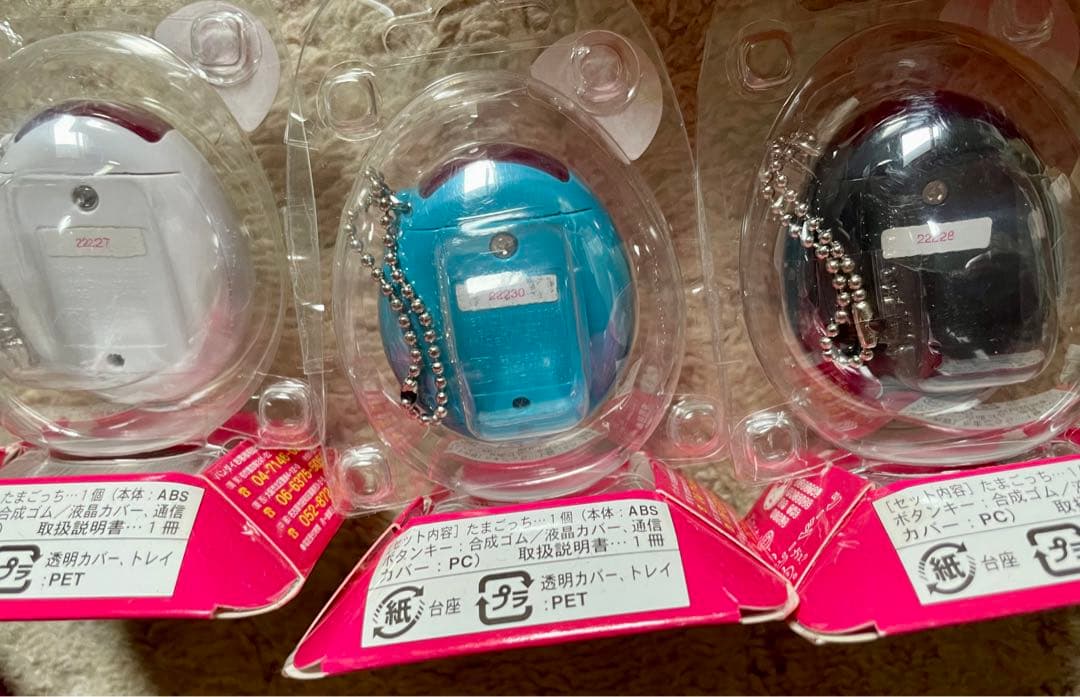 22227
22230
22228
たまごっち…1個(本体:ABS
合成ゴム/液晶カバー、通信
取扱説明書…1冊
プラ
透明カバー、トレイ
:PET
[セット内容]たまごっち…1個(本体:ABS
ボタンキー:合成ゴム/液晶カバー、通信
カバー:PC) 取扱説明書…1冊
紙 台座 プラ 透明カバー、トレイ
:PET
[セット内容]たまごっち…1
ボタンキー:合成ゴム/液
カバー:PC)
紙 台座 プ